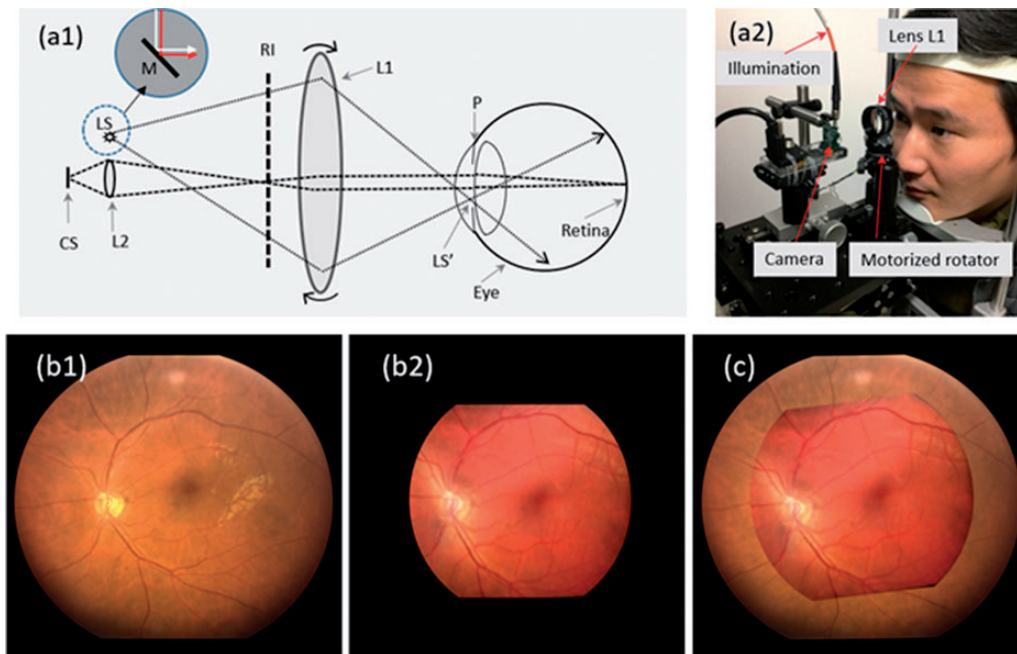 (a1)
M
RI
L1
LS
P
CS
L2
LS’
Retina
Eye
(a2)
Lens L1
Illumination
Camera
Motorized rotator
(b1)
(b2)
(c)